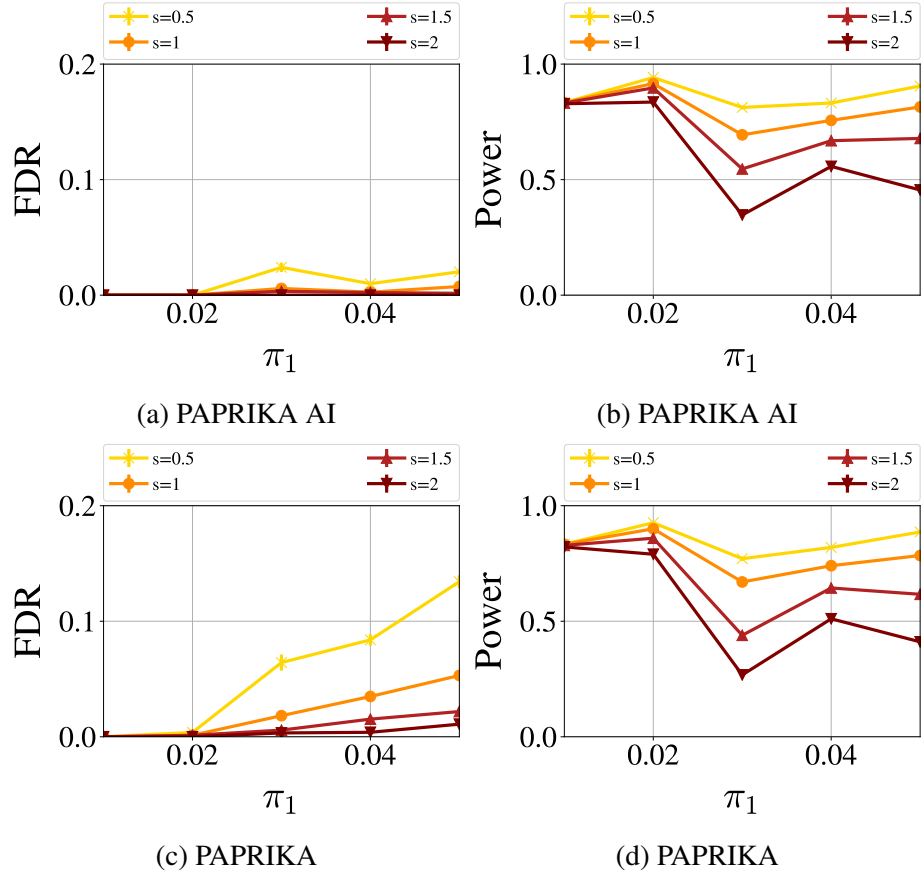 s=0.5 s=1.5 s=0.5 s=1.5
s=1 s=2 s=1 s=2
0.2 1.0
FDR 0.1 Power 0.5
0.0 0.0
0.02 0.04 0.02 0.04
π₁ π₁
(a) PAPRIKA AI (b) PAPRIKA AI
s=0.5 s=1.5 s=0.5 s=1.5
s=1 s=2 s=1 s=2
0.2 1.0
FDR 0.1 Power 0.5
0.0 0.0
0.02 0.04 0.02 0.04
π₁ π₁
(c) PAPRIKA (d) PAPRIKA